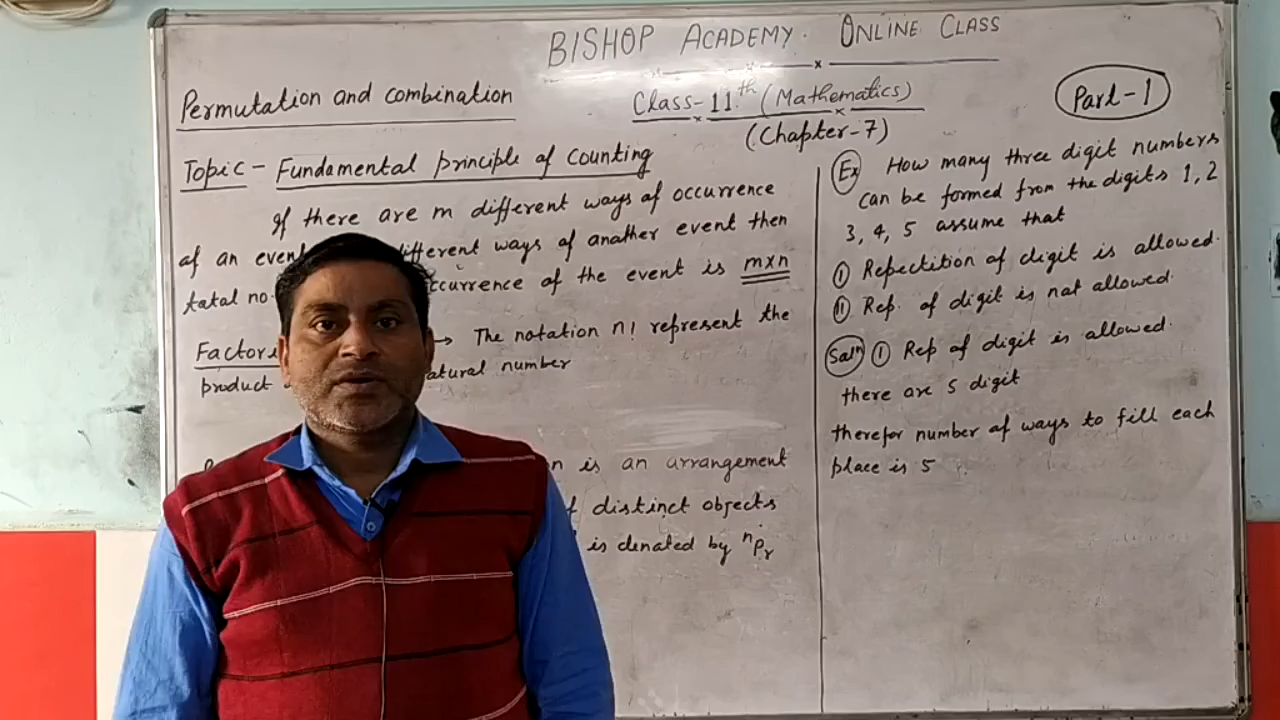 BISHOP ACADEMY. ONLINE CLASS
Permutation and combination
Class-11th (Mathematics)
(Chapter-7)
Part-1
Topic - Fundamental principle of counting
If there are m different ways of occurrence
of an even fferent ways of another event then
total no. ccurrence of the event is m×n
Factor → The notation n! represent the
product atural number
n is an arrangement
f distinct objects
is denoted by ⁿPᵣ
Ex How many three digit numbers
can be formed from the digits 1, 2
3, 4, 5 assume that
(i) Repectition of digit is allowed.
(ii) Rep. of digit is not allowed.
Solⁿ (i) Rep of digit is allowed.
there are 5 digit
therefor number of ways to fill each
place is 5